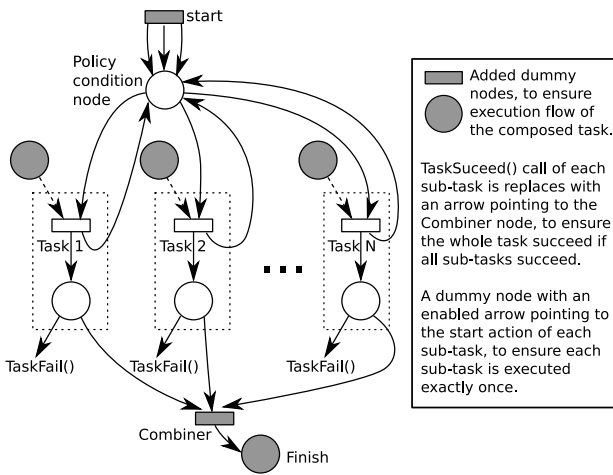 start
Policy
condition
node
Task 1
Task 2
Task N
TaskFail()
TaskFail()
TaskFail()
Combiner
Finish
Added dummy
nodes, to ensure
execution flow of
the composed task.
TaskSuceed() call of each
sub-task is replaces with
an arrow pointing to the
Combiner node, to ensure
the whole task succeed if
all sub-tasks succeed.
A dummy node with an
enabled arrow pointing to
the start action of each
sub-task, to ensure each
sub-task is executed
exactly once.